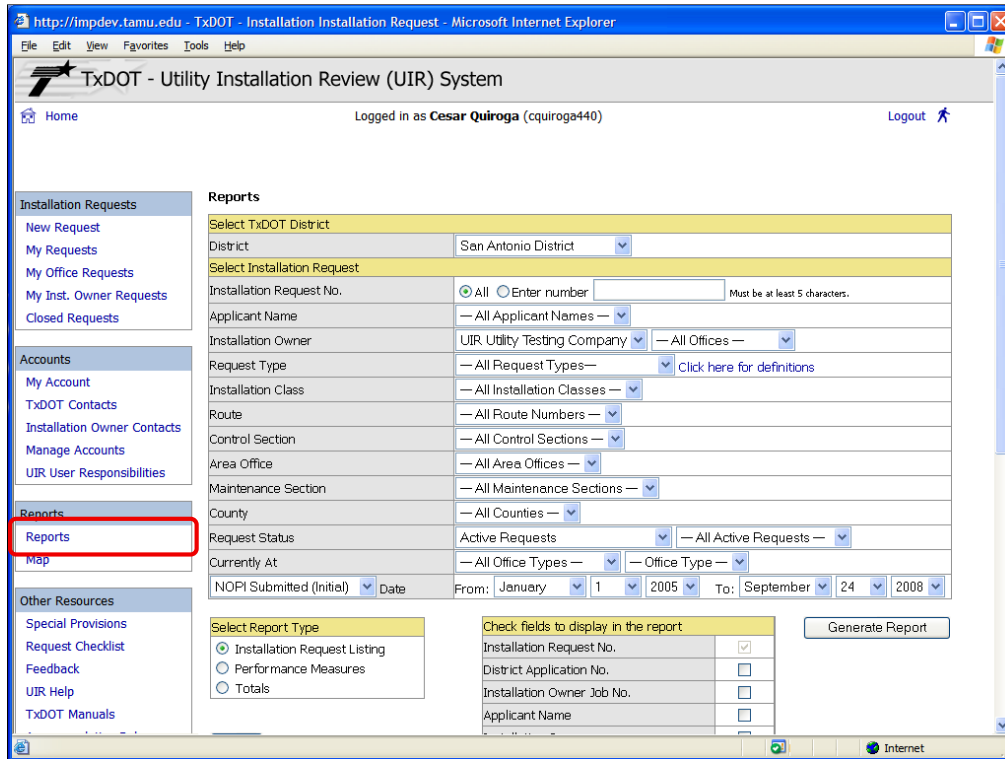 http://impdev.tamu.edu - TxDOT - Installation Installation Request - Microsoft Internet Explorer
File Edit View Favorites Tools Help
TxDOT - Utility Installation Review (UIR) System
Home Logged in as Cesar Quiroga (cquiroga440) Logout
Installation Requests
New Request
My Requests
My Office Requests
My Inst. Owner Requests
Closed Requests
Accounts
My Account
TxDOT Contacts
Installation Owner Contacts
Manage Accounts
UIR User Responsibilities
Reports
Reports
Map
Other Resources
Special Provisions
Request Checklist
Feedback
UIR Help
TxDOT Manuals
Reports
Select TxDOT District
District San Antonio District
Select Installation Request
Installation Request No. All Enter number Must be at least 5 characters.
Applicant Name — All Applicant Names —
Installation Owner UIR Utility Testing Company — All Offices —
Request Type — All Request Types— Click here for definitions
Installation Class — All Installation Classes —
Route — All Route Numbers —
Control Section — All Control Sections —
Area Office — All Area Offices —
Maintenance Section — All Maintenance Sections —
County — All Counties —
Request Status Active Requests — All Active Requests —
Currently At — All Office Types — — Office Type —
NOPI Submitted (Initial) Date From: January 1 2005 To: September 24 2008
Select Report Type
Installation Request Listing
Performance Measures
Totals
Check fields to display in the report
Installation Request No.
District Application No.
Installation Owner Job No.
Applicant Name
Generate Report
Internet